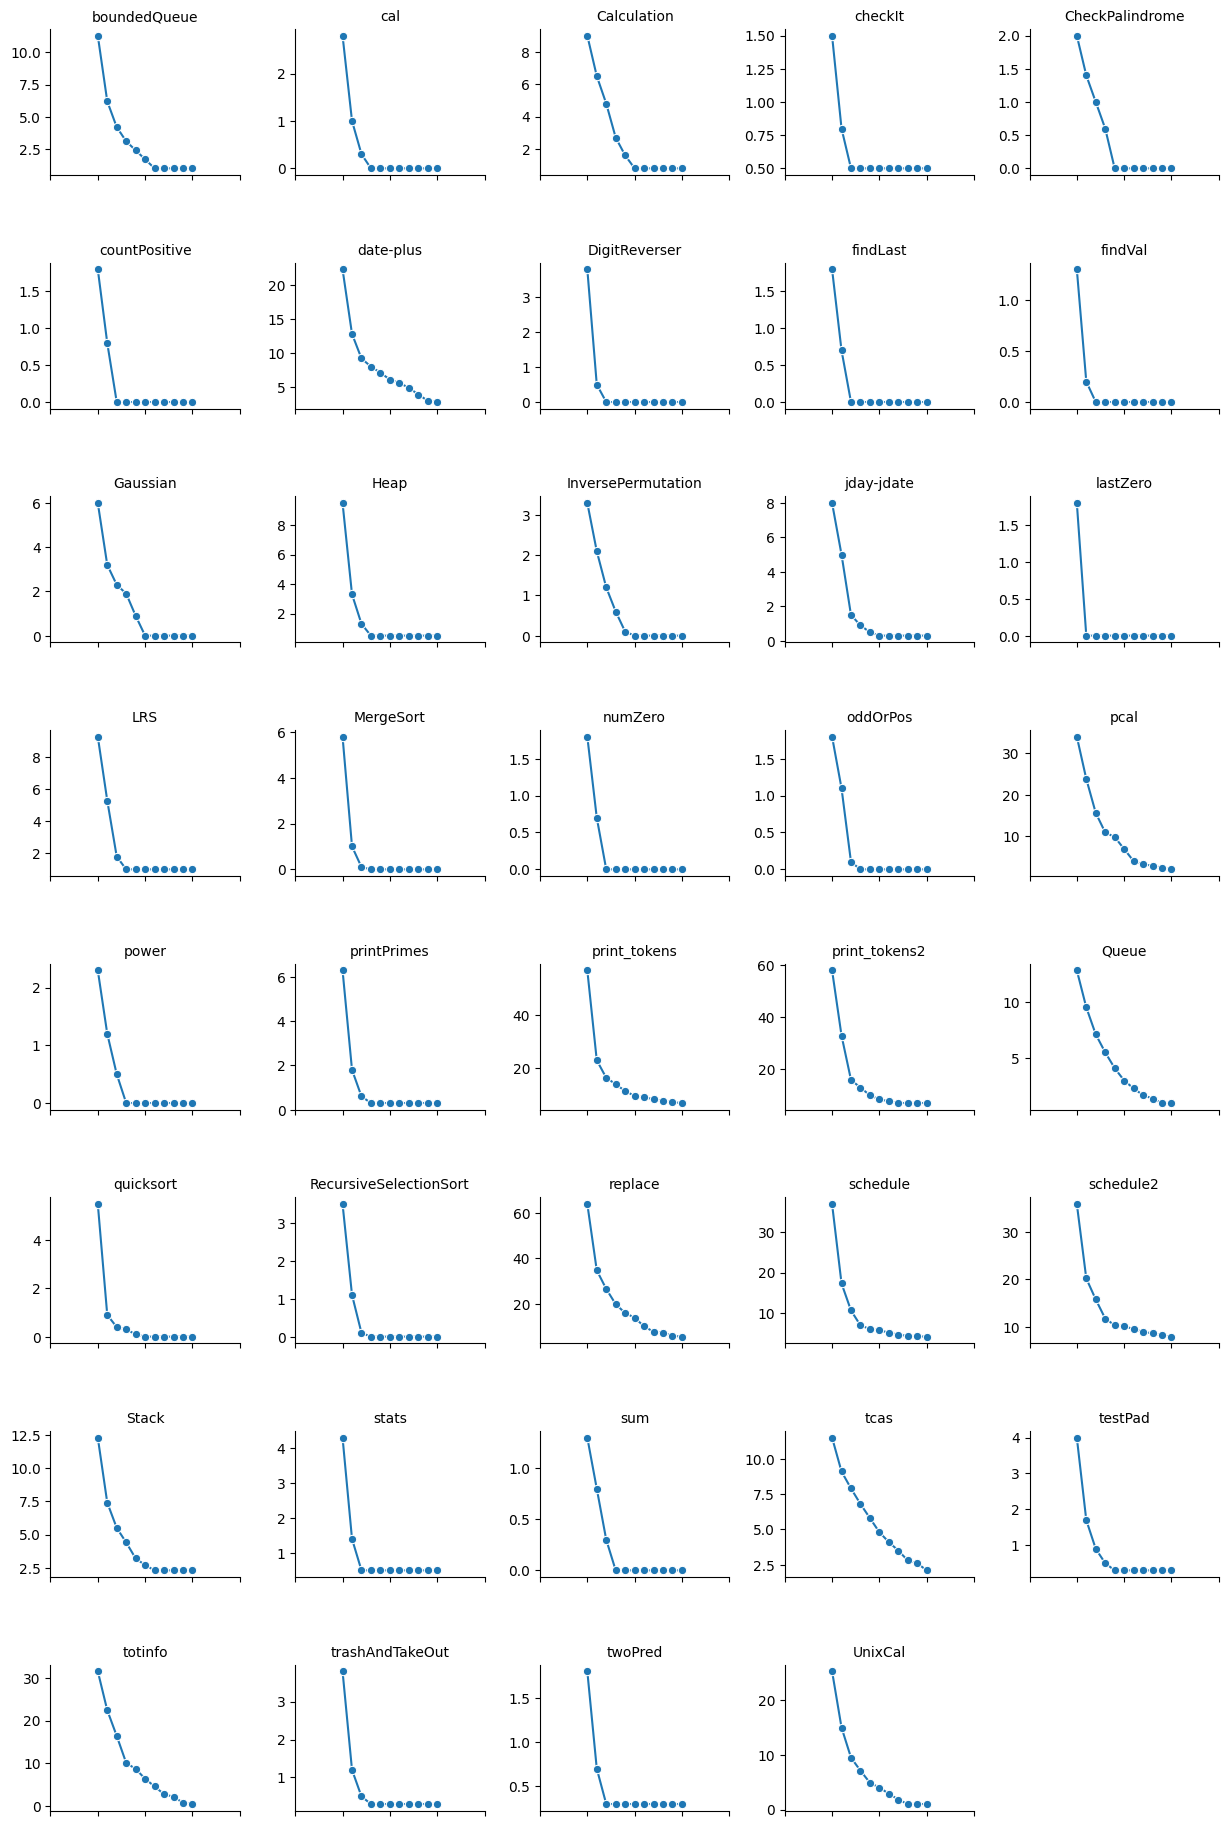 boundedQueue cal Calculation checkIt CheckPalindrome
10.0 7.5 5.0 2.5
2 1 0
8 6 4 2
1.50 1.25 1.00 0.75 0.50
2.0 1.5 1.0 0.5 0.0
countPositive date-plus DigitReverser findLast findVal
1.5 1.0 0.5 0.0
20 15 10 5
3 2 1 0
1.5 1.0 0.5 0.0
1.0 0.5 0.0
Gaussian Heap InversePermutation jday-jdate lastZero
6 4 2 0
8 6 4 2
3 2 1 0
8 6 4 2 0
1.5 1.0 0.5 0.0
LRS MergeSort numZero oddOrPos pcal
8 6 4 2
6 4 2 0
1.5 1.0 0.5 0.0
1.5 1.0 0.5 0.0
30 20 10
power printPrimes print_tokens print_tokens2 Queue
2 1 0
6 4 2 0
40 20
60 40 20
10 5
quicksort RecursiveSelectionSort replace schedule schedule2
4 2 0
3 2 1 0
60 40 20
30 20 10
30 20 10
Stack stats sum tcas testPad
12.5 10.0 7.5 5.0 2.5
4 3 2 1
1.0 0.5 0.0
10.0 7.5 5.0 2.5
4 3 2 1
totinfo trashAndTakeOut twoPred UnixCal
30 20 10 0
3 2 1
1.5 1.0 0.5
20 10 0